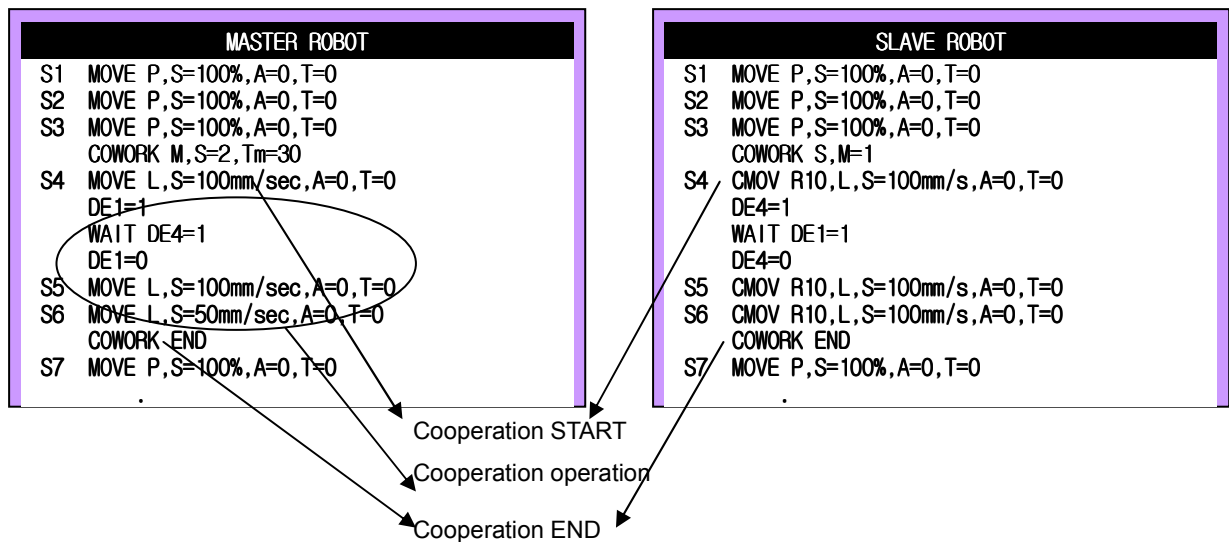 MASTER ROBOT
S1 MOVE P,S=100%,A=0,T=0
S2 MOVE P,S=100%,A=0,T=0
S3 MOVE P,S=100%,A=0,T=0
COWORK M,S=2,Tm=30
S4 MOVE L,S=100mm/sec,A=0,T=0
DE1=1
WAIT DE4=1
DE1=0
S5 MOVE L,S=100mm/sec,A=0,T=0
S6 MOVE L,S=50mm/sec,A=0,T=0
COWORK END
S7 MOVE P,S=100%,A=0,T=0
.
SLAVE ROBOT
S1 MOVE P,S=100%,A=0,T=0
S2 MOVE P,S=100%,A=0,T=0
S3 MOVE P,S=100%,A=0,T=0
COWORK S,M=1
S4 CMOV R10,L,S=100mm/s,A=0,T=0
DE4=1
WAIT DE1=1
DE4=0
S5 CMOV R10,L,S=100mm/s,A=0,T=0
S6 CMOV R10,L,S=100mm/s,A=0,T=0
COWORK END
S7 MOVE P,S=100%,A=0,T=0
.
Cooperation START
Cooperation operation
Cooperation END